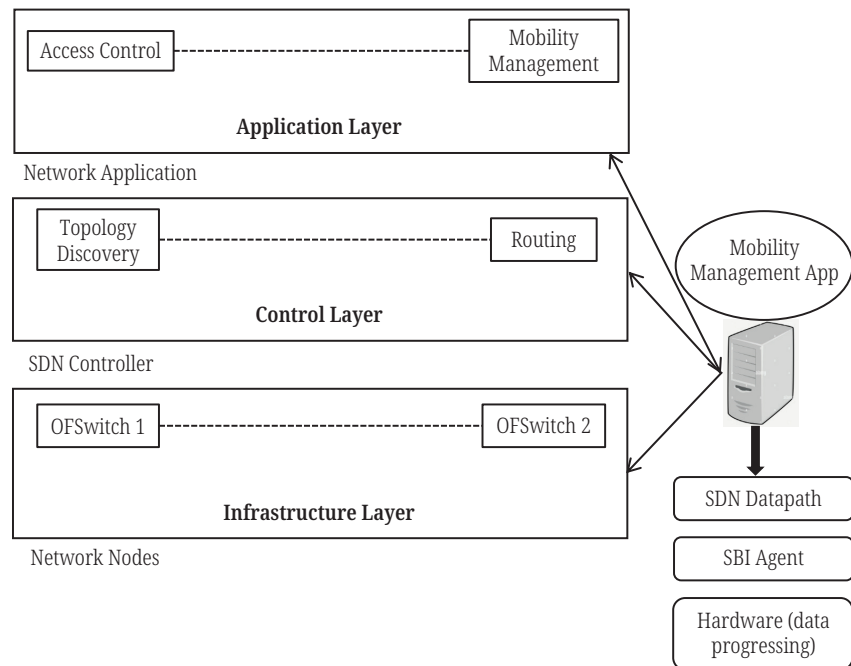 Access Control
Mobility
Management
Application Layer
Network Application
Topology
Discovery
Routing
Control Layer
SDN Controller
Mobility
Management App
OFSwitch 1
OFSwitch 2
Infrastructure Layer
Network Nodes
SDN Datapath
SBI Agent
Hardware (data
progressing)